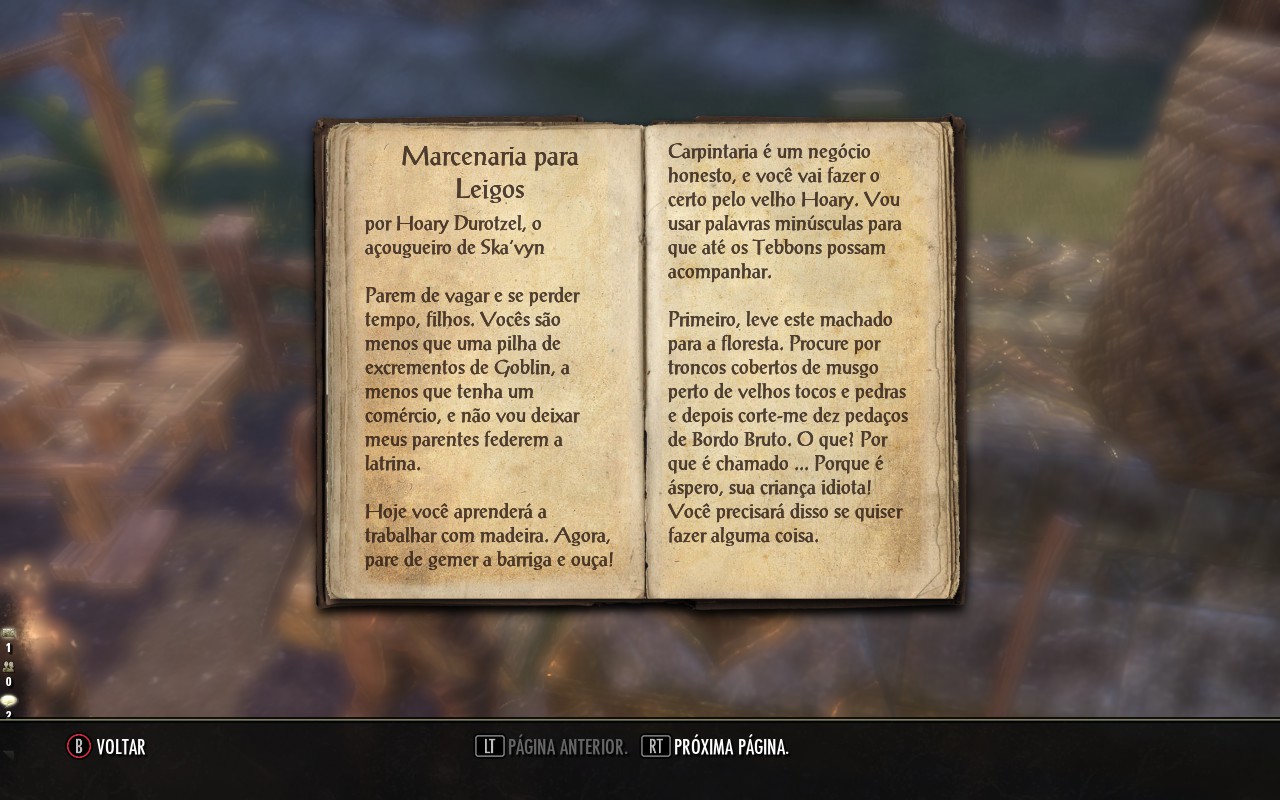 Marcenaria para
Leigos
por Hoary Durotzel, o
açougueiro de Ska'vyn
Parem de vagar e se perder
tempo, filhos. Vocês são
menos que uma pilha de
excrementos de Goblin, a
menos que tenha um
comércio, e não vou deixar
meus parentes federem a
latrina.
Hoje você aprenderá a
trabalhar com madeira. Agora,
pare de gemer a barriga e ouça!
Carpintaria é um negócio
honesto, e você vai fazer o
certo pelo velho Hoary. Vou
usar palavras minúsculas para
que até os Tebbons possam
acompanhar.
Primeiro, leve este machado
para a floresta. Procure por
troncos cobertos de musgo
perto de velhos tocos e pedras
e depois corte-me dez pedaços
de Bordo Bruto. O que? Por
que é chamado ... Porque é
áspero, sua criança idiota!
Você precisará disso se quiser
fazer alguma coisa.
1
0
2
B VOLTAR
LT PÁGINA ANTERIOR. RT PRÓXIMA PÁGINA.